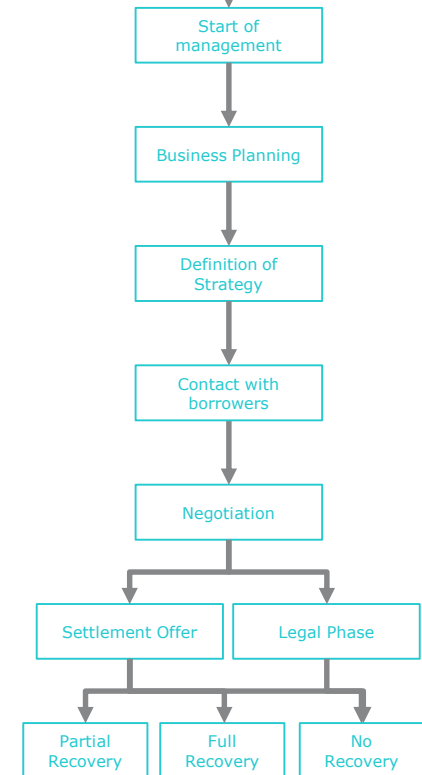 Start of
management
Business Planning
Definition of
Strategy
Contact with
borrowers
Negotiation
Settlement Offer
Legal Phase
Partial
Recovery
Full
Recovery
No
Recovery